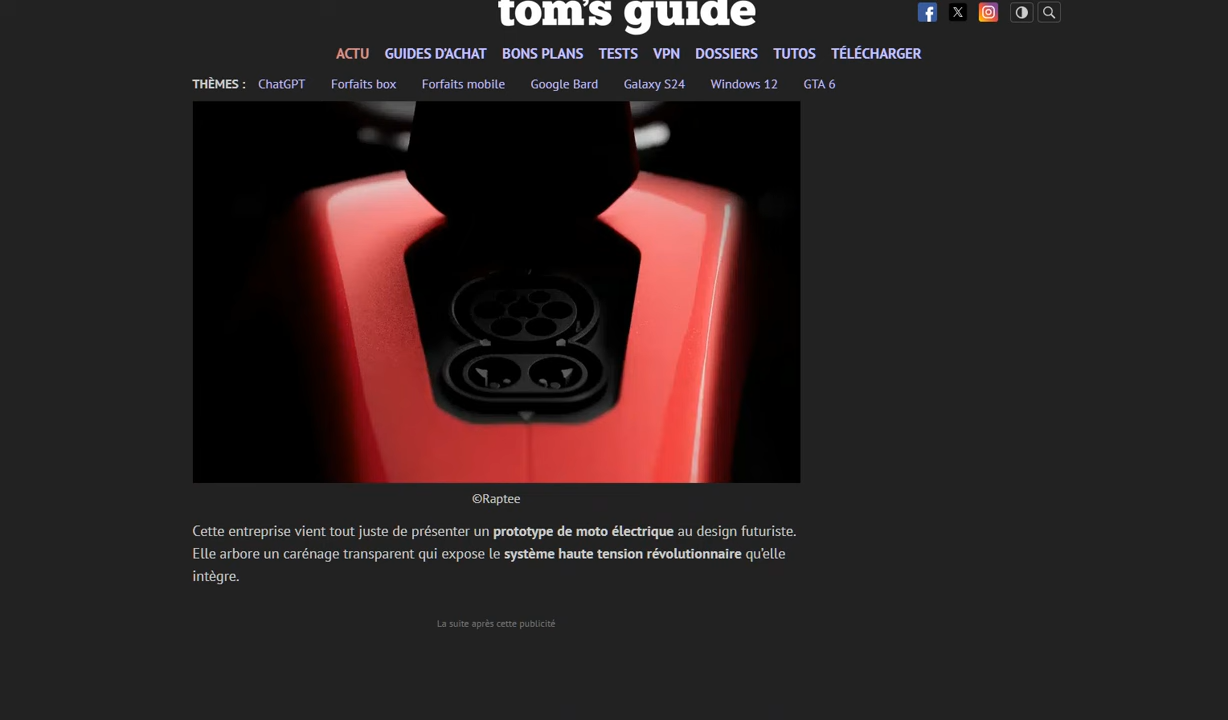 tom's guide
ACTU GUIDES D'ACHAT BONS PLANS TESTS VPN DOSSIERS TUTOS TÉLÉCHARGER
THÈMES : ChatGPT Forfaits box Forfaits mobile Google Bard Galaxy S24 Windows 12 GTA 6
©Raptee
Cette entreprise vient tout juste de présenter un prototype de moto électrique au design futuriste.
Elle arbore un carénage transparent qui expose le système haute tension révolutionnaire qu'elle
intègre.
La suite après cette publicité